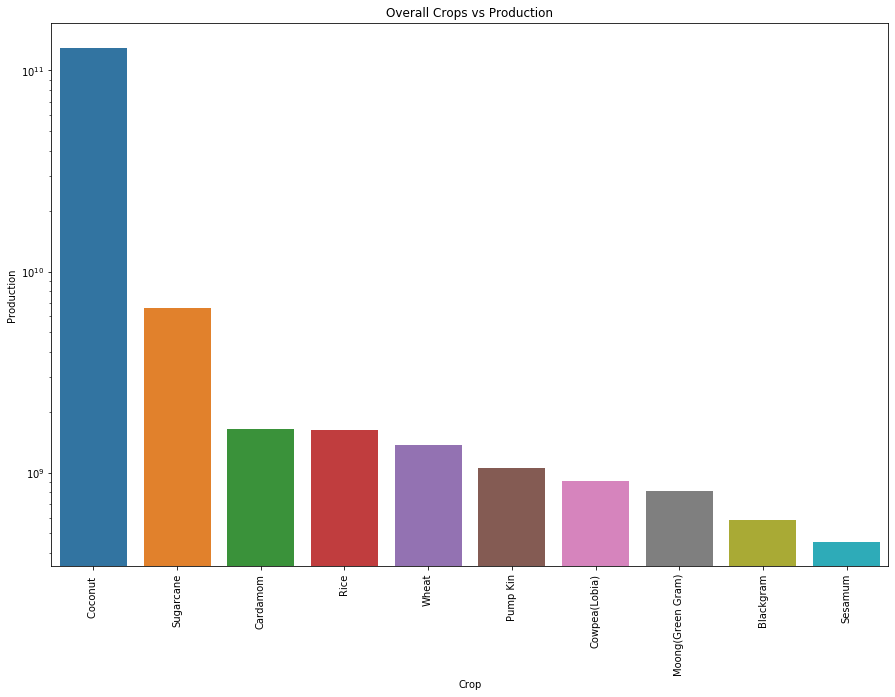 Overall Crops vs Production
Production
10¹¹
10¹⁰
10⁹
Coconut
Sugarcane
Cardamom
Rice
Wheat
Pump Kin
Cowpea(Lobia)
Moong(Green Gram)
Blackgram
Sesamum
Crop